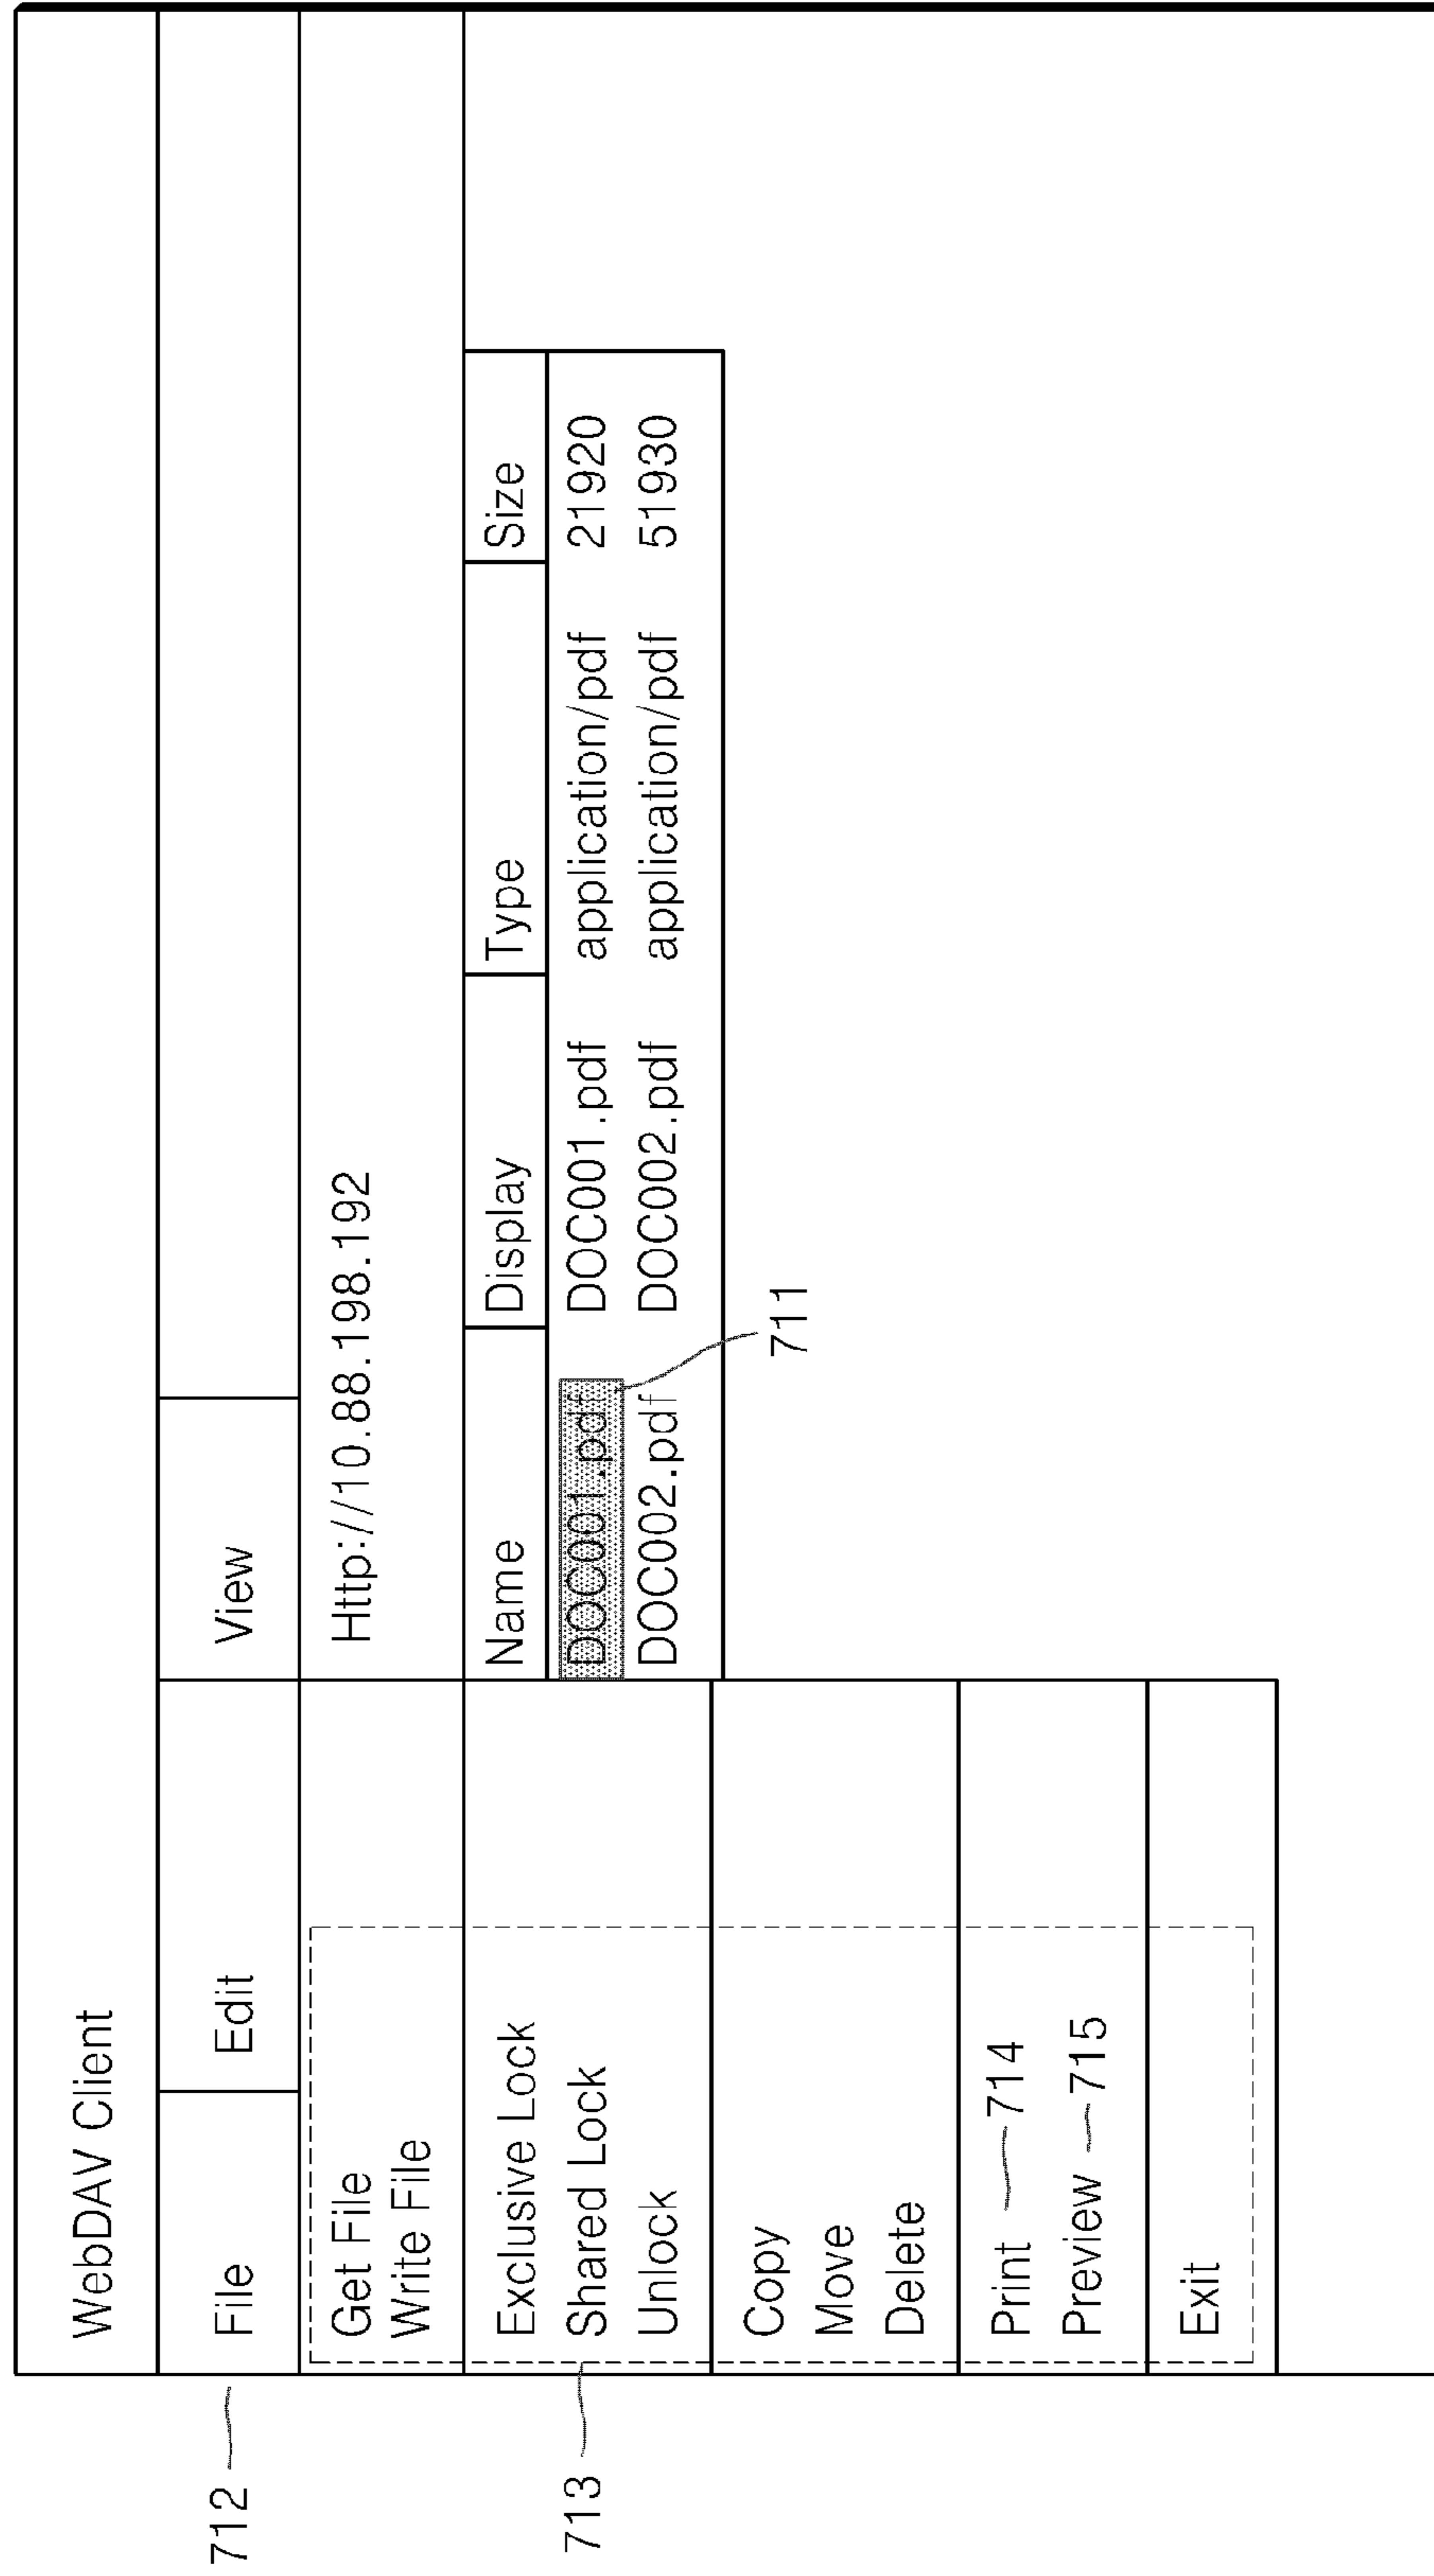 WebDAV Client
712 File Edit View
Http://10.88.198.192
Get File
Write File
Name Display Type Size
DOC001.pdf DOC001.pdf application/pdf 21920
DOC002.pdf DOC002.pdf application/pdf 51930
711
713
Exclusive Lock
Shared Lock
Unlock
Copy
Move
Delete
Print 714
Preview 715
Exit